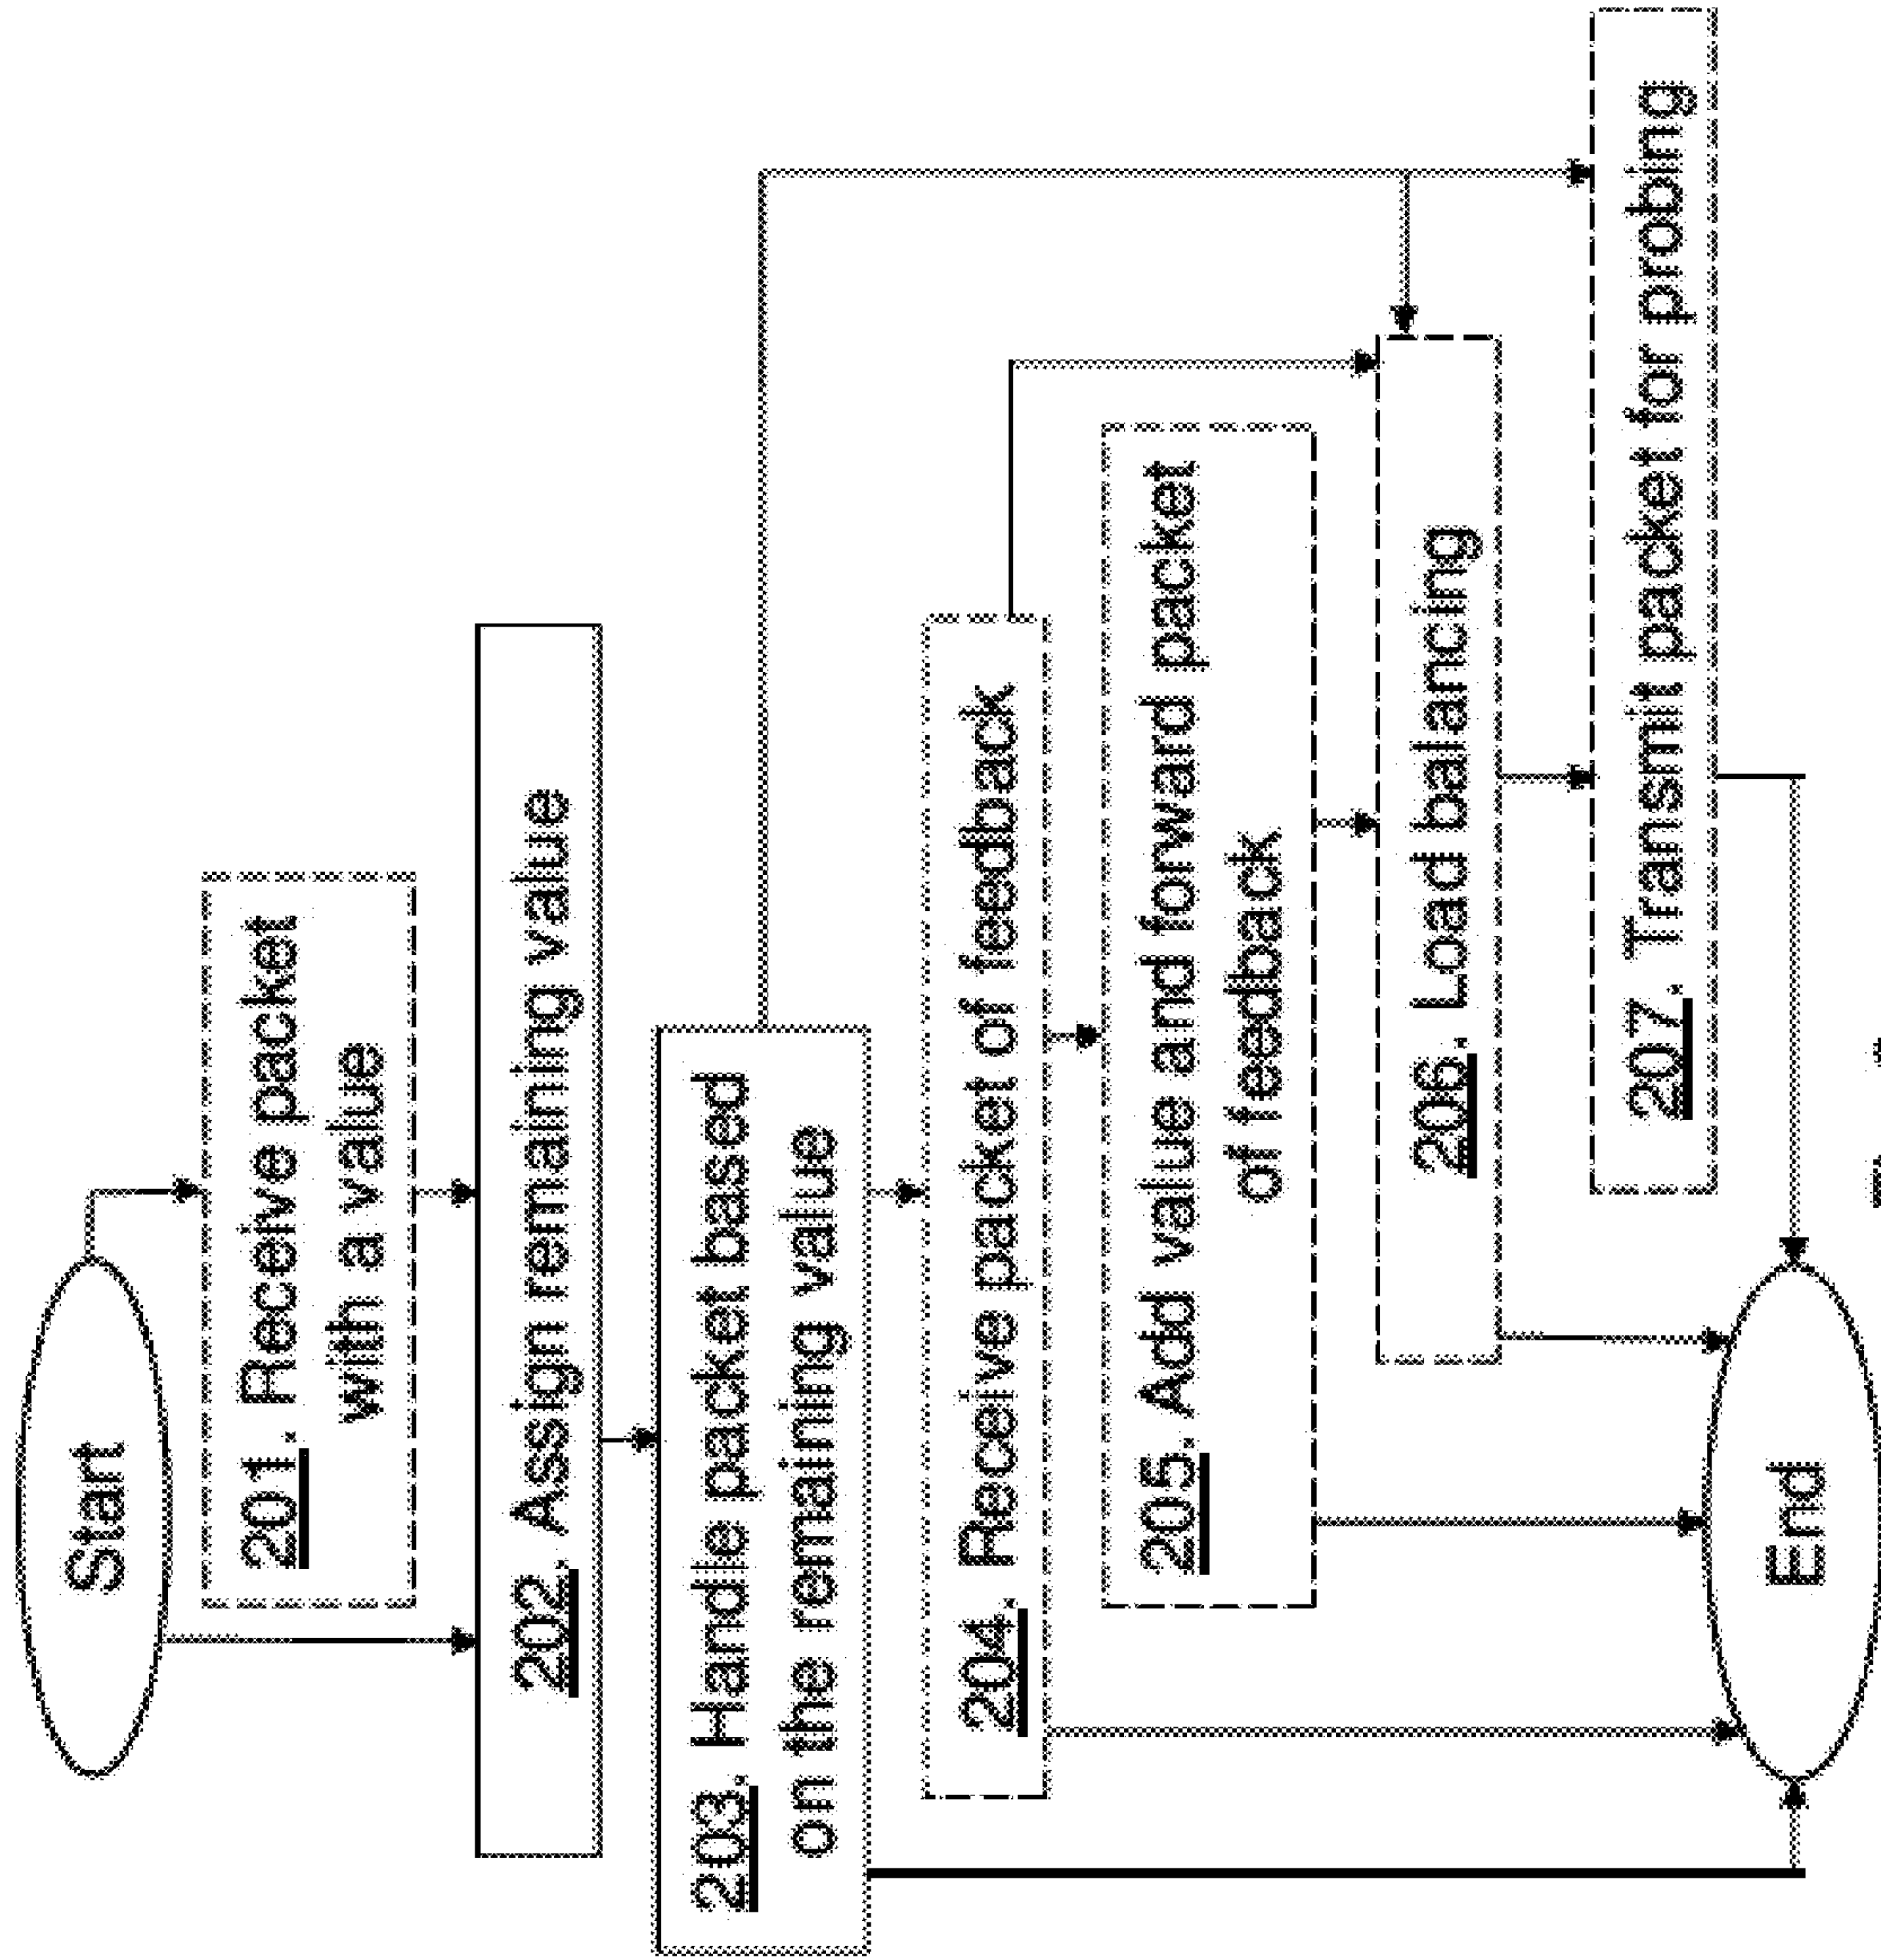 Start
201. Receive packet
with a value
202. Assign remaining value
203. Handle packet based
on the remaining value
204. Receive packet of feedback
205. Add value and forward packet
of feedback
206. Load balancing
207. Transmit packet for probing
End